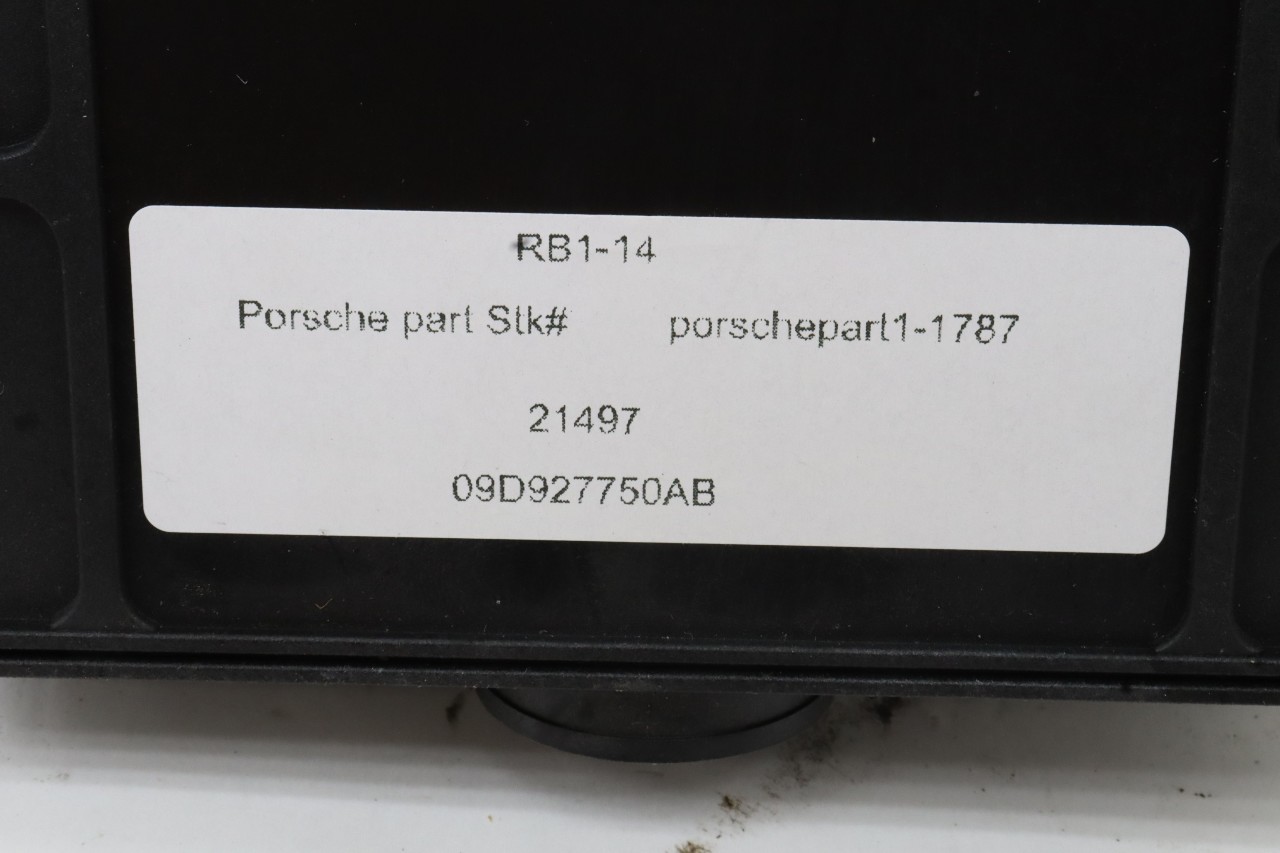 RB1-14
Porsche part Stk# porschepart1-1787
21497
09D927750AB